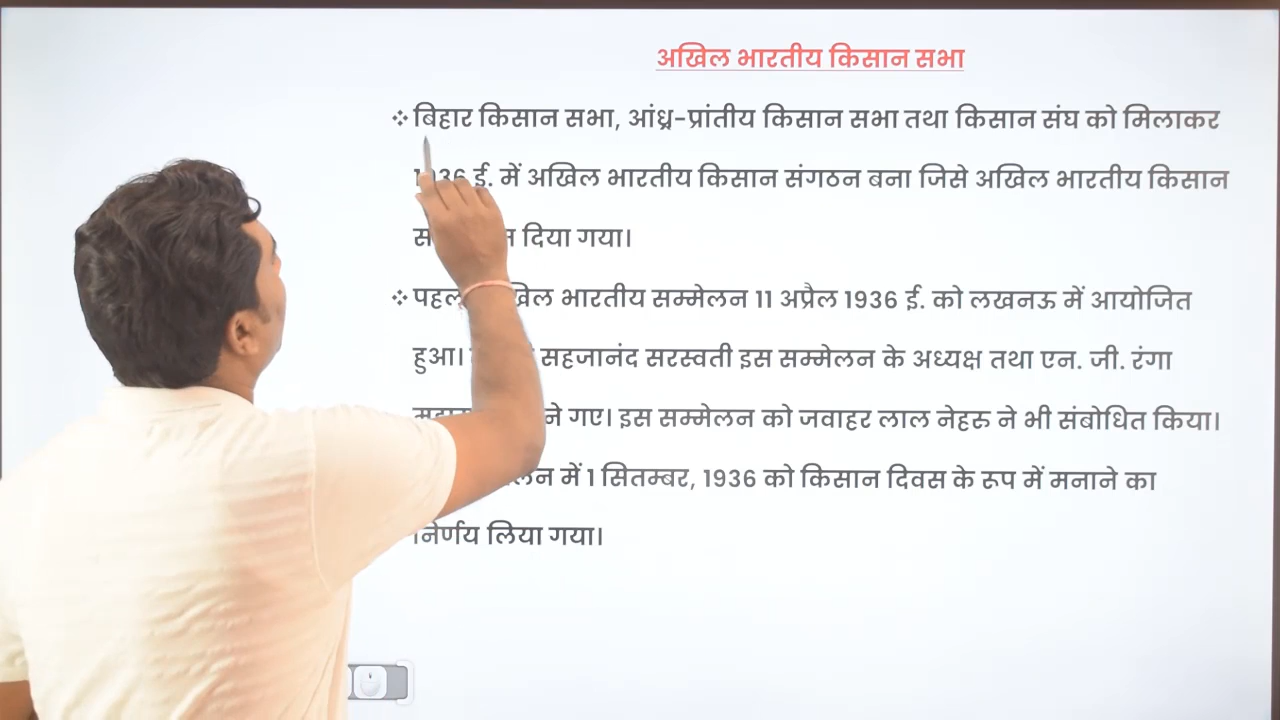 अखिल भारतीय किसान सभा
❖ बिहार किसान सभा, आंध्र-प्रांतीय किसान सभा तथा किसान संघ को मिलाकर
1936 ई. में अखिल भारतीय किसान संगठन बना जिसे अखिल भारतीय किसान
दिया गया।
❖ भारतीय सम्मेलन 11 अप्रैल 1936 ई. को लखनऊ में आयोजित
हुआ। सहजानंद सरस्वती इस सम्मेलन के अध्यक्ष तथा एन. जी. रंगा
गए। इस सम्मेलन को जवाहर लाल नेहरु ने भी संबोधित किया।
में 1 सितम्बर, 1936 को किसान दिवस के रूप में मनाने का
निर्णय लिया गया।